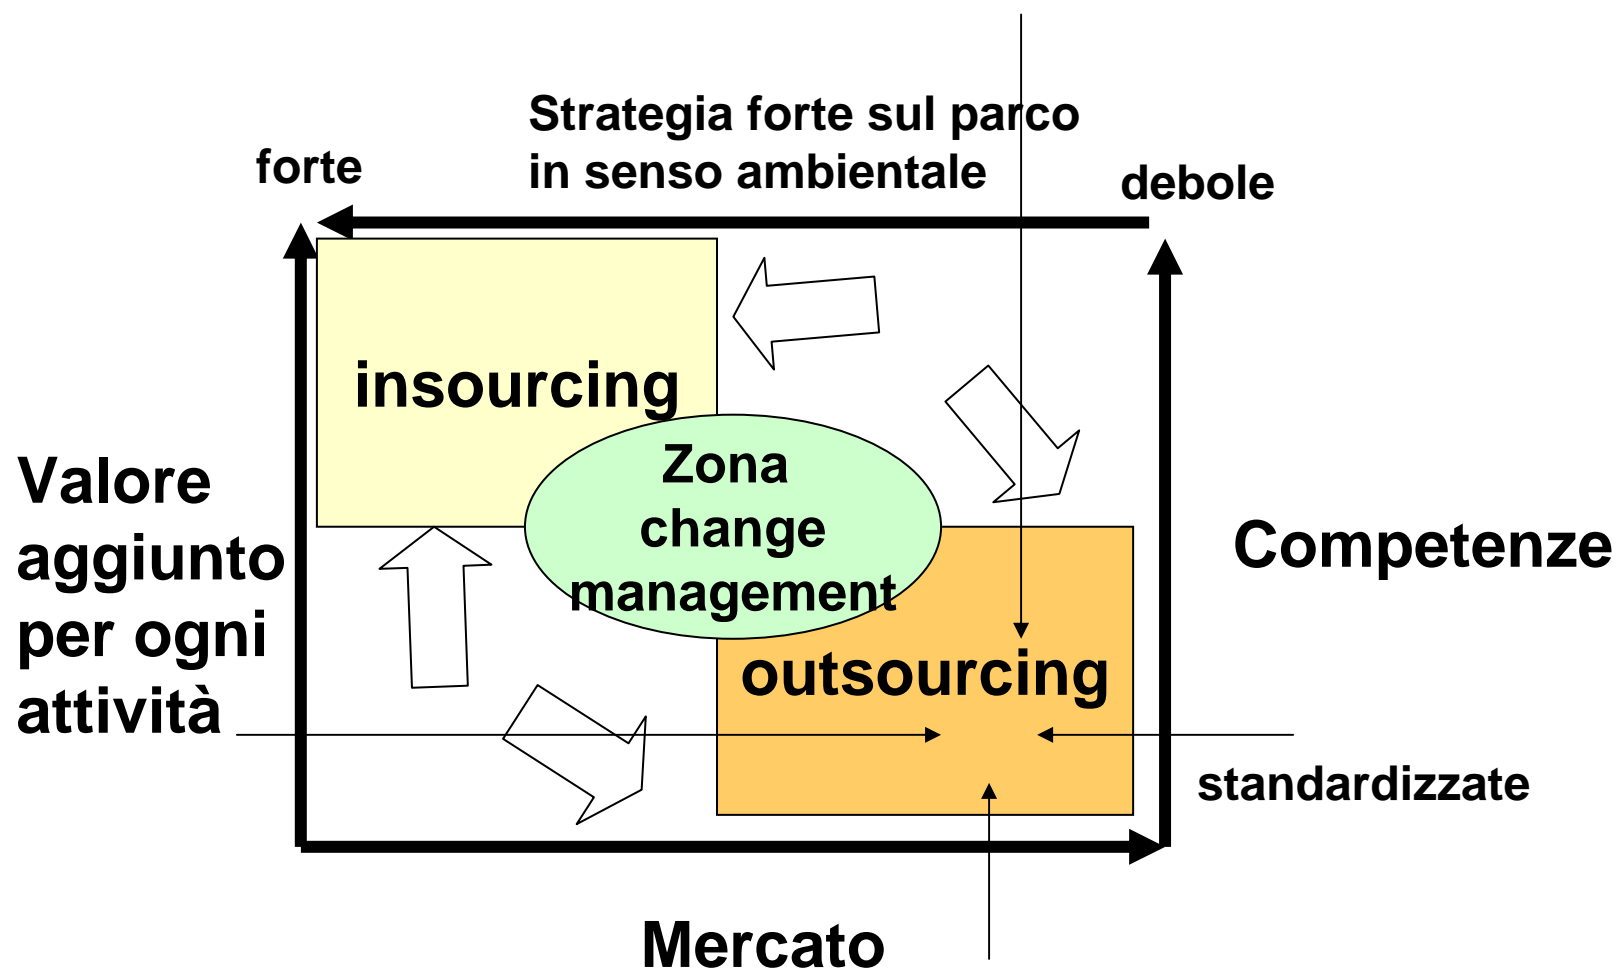 Strategia forte sul parco
in senso ambientale
forte
debole
insourcing
Zona
change
management
Valore
aggiunto
per ogni
attività
Competenze
outsourcing
standardizzate
Mercato